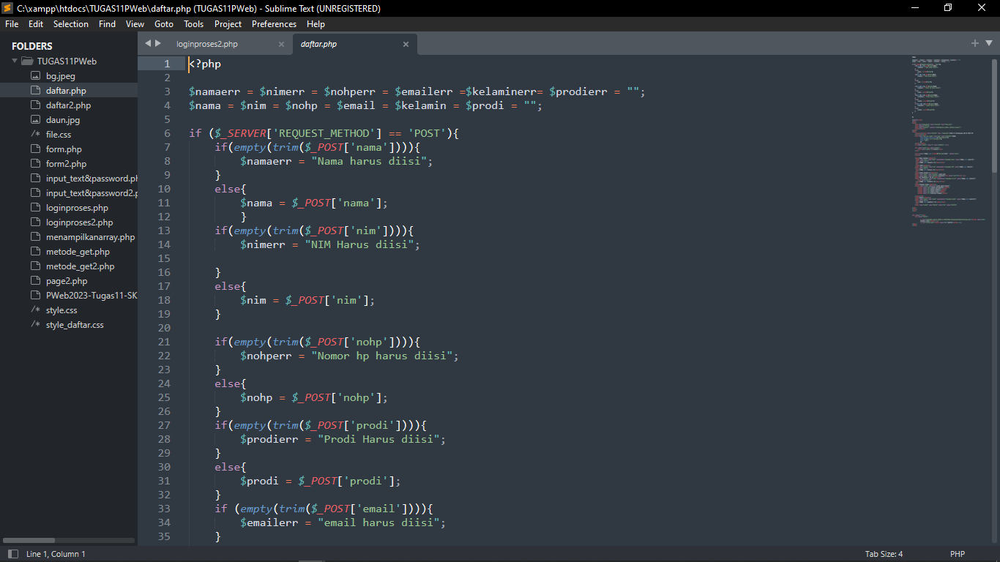 C:\xampp\htdocs\TUGAS11PWeb\daftar.php (TUGAS11PWeb) - Sublime Text (UNREGISTERED)
File Edit Selection Find View Goto Tools Project Preferences Help
FOLDERS
TUGAS11PWeb
bg.jpeg
daftar.php
daftar2.php
daun.jpg
/* file.css
form.php
form2.php
input_text&password.ph
input_text&password2.p
loginproses.php
loginproses2.php
menampilkanarray.php
metode_get.php
metode_get2.php
page2.php
PWeb2023-Tugas11-SK
/* style.css
/* style_daftar.css
loginproses2.php × daftar.php ×
1 <?php
2
3 $namaerr = $nimerr = $nohperr = $emailerr =$kelaminerr= $prodierr = "";
4 $nama = $nim = $nohp = $email = $kelamin = $prodi = "";
5
6 if ($_SERVER['REQUEST_METHOD'] == 'POST'){
7 if(empty(trim($_POST['nama']))){
8 $namaerr = "Nama harus diisi";
9 }
10 else{
11 $nama = $_POST['nama'];
12 }
13 if(empty(trim($_POST['nim']))){
14 $nimerr = "NIM Harus diisi";
15
16 }
17 else{
18 $nim = $_POST['nim'];
19 }
20
21 if(empty(trim($_POST['nohp']))){
22 $nohperr = "Nomor hp harus diisi";
23 }
24 else{
25 $nohp = $_POST['nohp'];
26 }
27 if(empty(trim($_POST['prodi']))){
28 $prodierr = "Prodi Harus diisi";
29 }
30 else{
31 $prodi = $_POST['prodi'];
32 }
33 if (empty(trim($_POST['email']))){
34 $emailerr = "email harus diisi";
35 }
Line 1, Column 1 Tab Size: 4 PHP